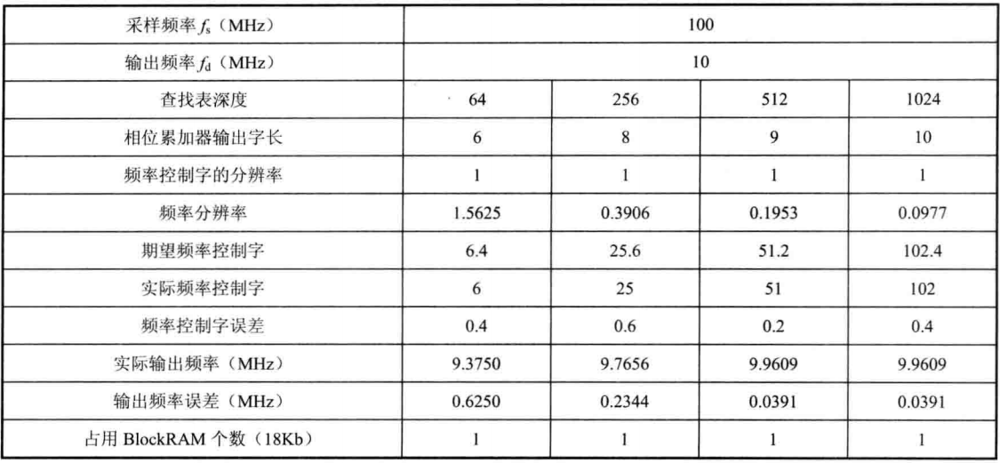 采样频率 fs（MHz） 100
输出频率 fd（MHz） 10
查找表深度 64 256 512 1024
相位累加器输出字长 6 8 9 10
频率控制字的分辨率 1 1 1 1
频率分辨率 1.5625 0.3906 0.1953 0.0977
期望频率控制字 6.4 25.6 51.2 102.4
实际频率控制字 6 25 51 102
频率控制字误差 0.4 0.6 0.2 0.4
实际输出频率（MHz） 9.3750 9.7656 9.9609 9.9609
输出频率误差（MHz） 0.6250 0.2344 0.0391 0.0391
占用 BlockRAM 个数（18Kb） 1 1 1 1